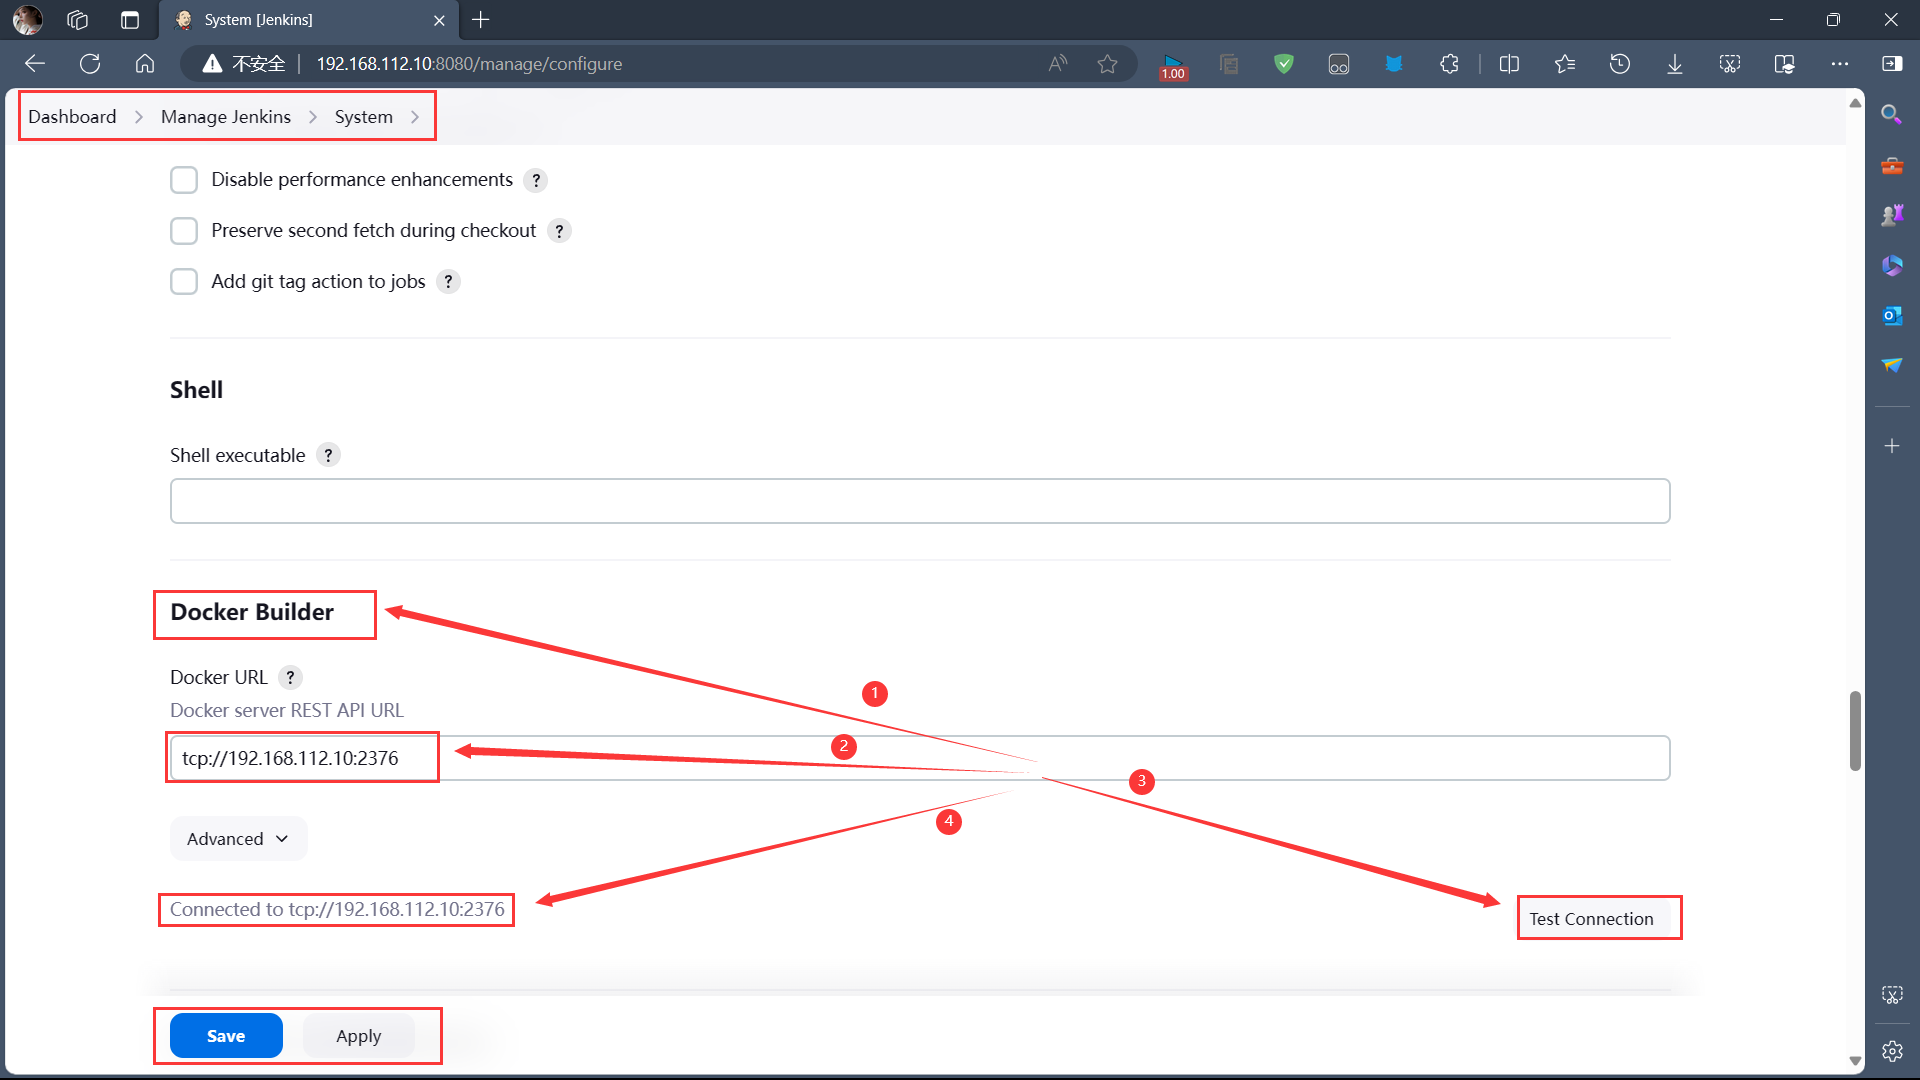 System [Jenkins]
不安全
192.168.112.10:8080/manage/configure
1.00
Dashboard > Manage Jenkins > System >
Disable performance enhancements ?
Preserve second fetch during checkout ?
Add git tag action to jobs ?
Shell
Shell executable ?
Docker Builder
Docker URL ?
1
Docker server REST API URL
2
tcp://192.168.112.10:2376
3
4
Advanced
Connected to tcp://192.168.112.10:2376
Test Connection
Save
Apply